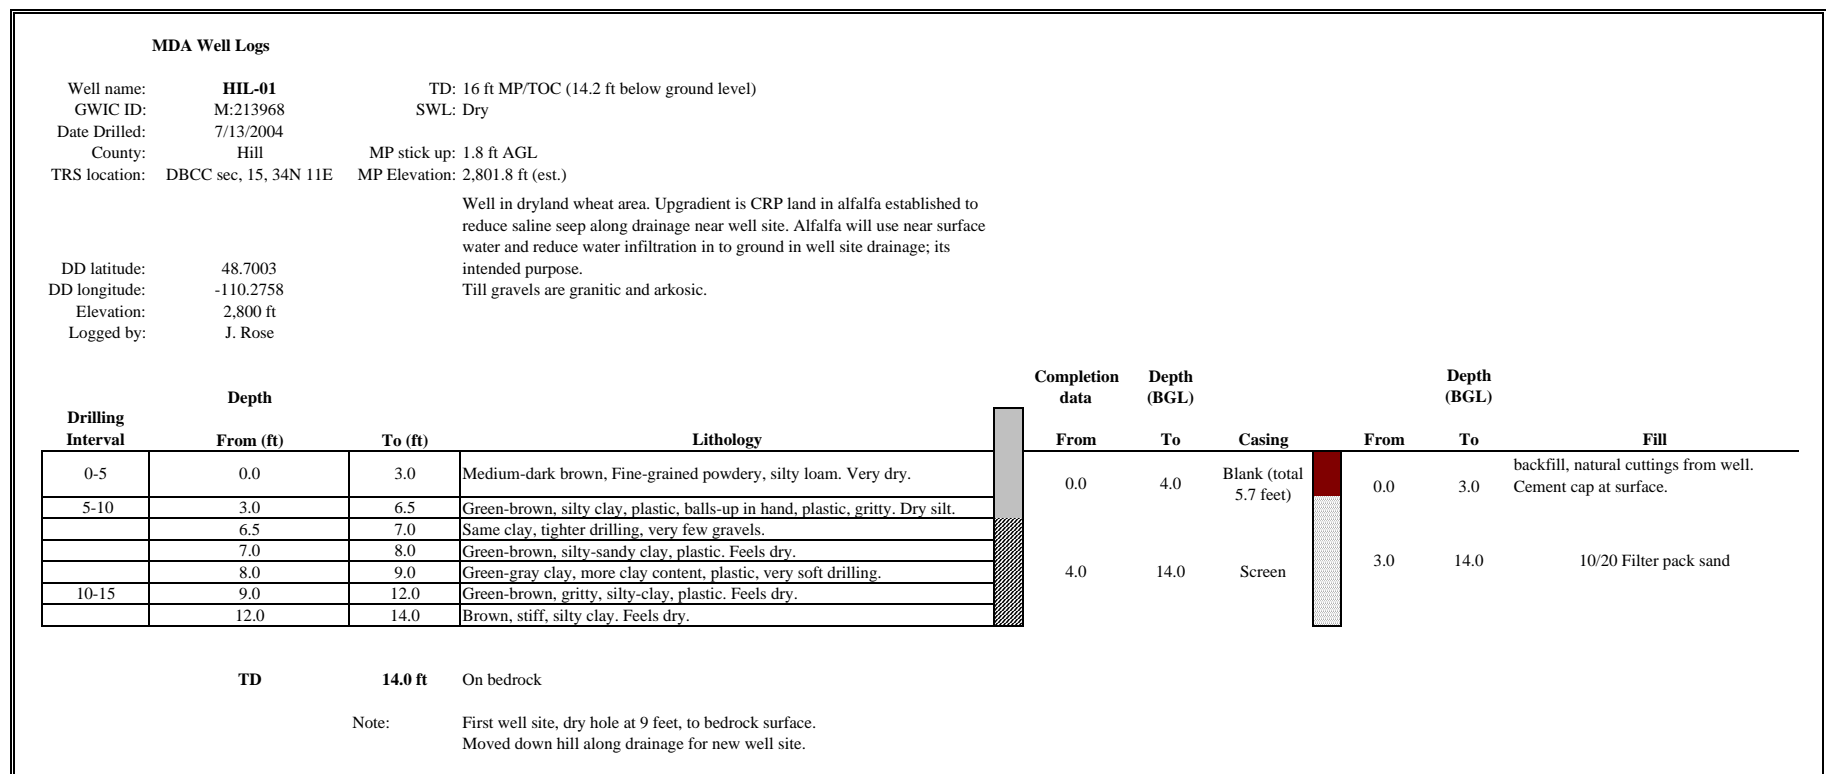 MDA Well Logs
Well name: HIL-01 TD: 16 ft MP/TOC (14.2 ft below ground level)
GWIC ID: M:213968 SWL: Dry
Date Drilled: 7/13/2004
County: Hill MP stick up: 1.8 ft AGL
TRS location: DBCC sec, 15, 34N 11E MP Elevation: 2,801.8 ft (est.)
Well in dryland wheat area. Upgradient is CRP land in alfalfa established to
reduce saline seep along drainage near well site. Alfalfa will use near surface
water and reduce water infiltration in to ground in well site drainage; its
DD latitude: 48.7003 intended purpose.
DD longitude: -110.2758 Till gravels are granitic and arkosic.
Elevation: 2,800 ft
Logged by: J. Rose
Completion Depth Depth
Depth data (BGL) (BGL)
Drilling
Interval From (ft) To (ft) Lithology From To Casing From To Fill
0-5 0.0 3.0 Medium-dark brown, Fine-grained powdery, silty loam. Very dry.
0.0 4.0 Blank (total
5.7 feet)
0.0 3.0 backfill, natural cuttings from well.
Cement cap at surface.
5-10 3.0 6.5 Green-brown, silty clay, plastic, balls-up in hand, plastic, gritty. Dry silt.
6.5 7.0 Same clay, tighter drilling, very few gravels.
7.0 8.0 Green-brown, silty-sandy clay, plastic. Feels dry.
3.0 14.0 10/20 Filter pack sand
8.0 9.0 Green-gray clay, more clay content, plastic, very soft drilling.
4.0 14.0 Screen
10-15 9.0 12.0 Green-brown, gritty, silty-clay, plastic. Feels dry.
12.0 14.0 Brown, stiff, silty clay. Feels dry.
TD 14.0 ft On bedrock
Note: First well site, dry hole at 9 feet, to bedrock surface.
Moved down hill along drainage for new well site.